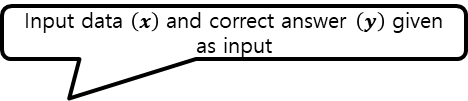 Input data (𝒙) and correct answer (𝒚) given
as input